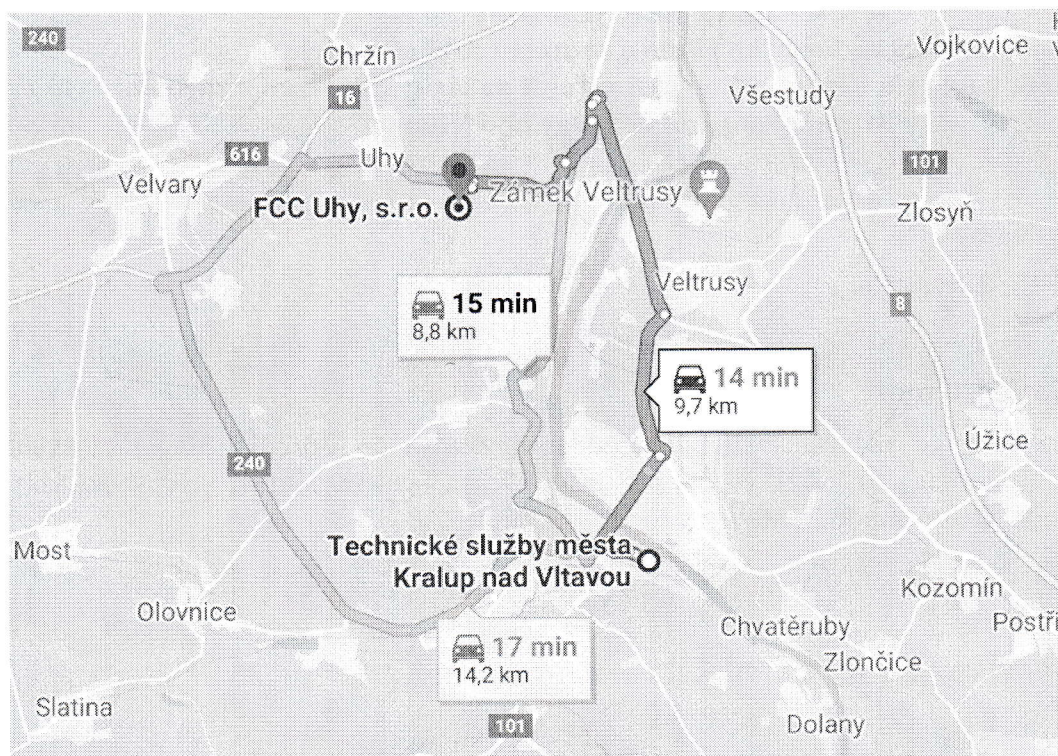 240
Chržín
Vojkovice
16
Všestudy
616
Uhy
101
Velvary
Zámek Veltrusy
FCC Uhy, s.r.o.
Zlosyň
Veltrusy
15 min
8,8 km
8
14 min
9,7 km
Úžice
240
Most
Technické služby města
Kralup nad Vltavou
Kozomín
Olovnice
Chvatěruby
Postři
17 min
14,2 km
Zlončice
Slatina
101
Dolany